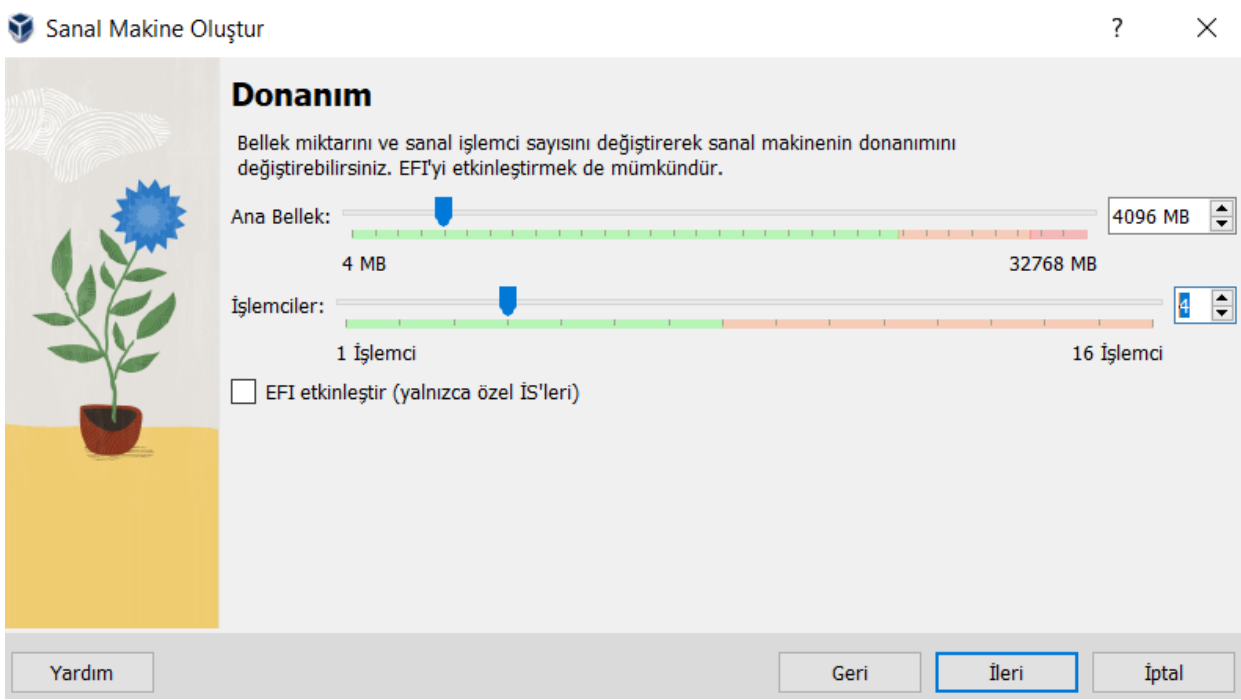 Sanal Makine Oluştur
?
Donanım
Bellek miktarını ve sanal işlemci sayısını değiştirerek sanal makinenin donanımını
değiştirebilirsiniz. EFI'yi etkinleştirmek de mümkündür.
Ana Bellek:
4096 MB
4 MB
32768 MB
İşlemciler:
4
1 İşlemci
16 İşlemci
EFI etkinleştir (yalnızca özel İS'leri)
Yardım
Geri
İleri
İptal